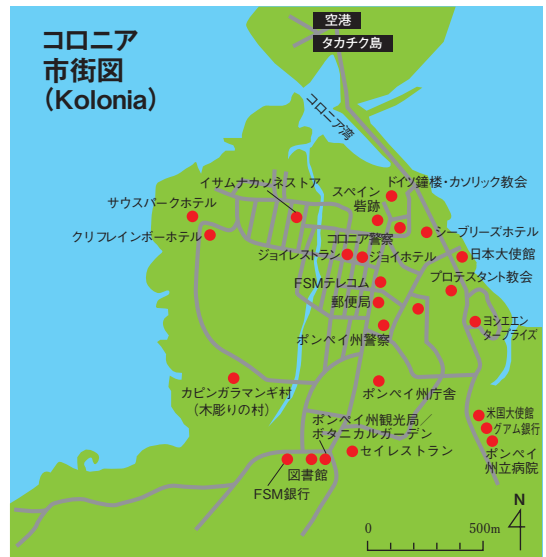 コロニア
市街図
(Kolonia)
空港
タカチク島
コロニア湾
イサムナカソネストア
スペイン
砦跡
ドイツ鐘楼・カソリック教会
サウスパークホテル
クリフレインボーホテル
コロニア警察
シーブリーズホテル
ジョイレストラン
ジョイホテル
日本大使館
FSMテレコム
プロテスタント教会
郵便局
ヨシエエン
タープライズ
ポンペイ州警察
カピンガラマンギ村
(木彫りの村)
ポンペイ州庁舎
ポンペイ州観光局/
ボタニカルガーデン
米国大使館
グアム銀行
セイレストラン
ポンペイ
州立病院
図書館
FSM銀行
N
0
500m